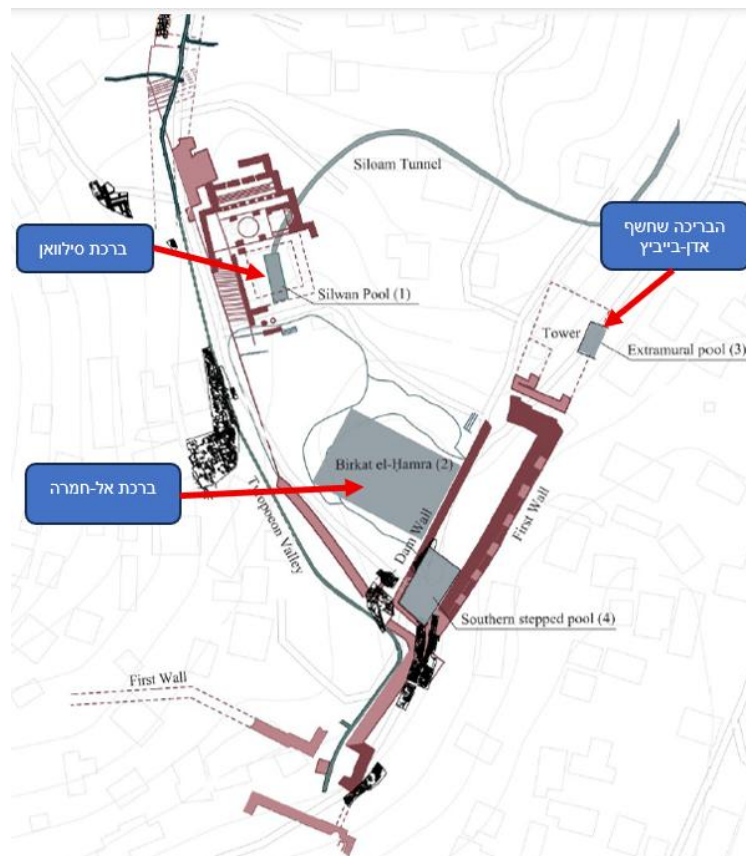 Siloam Tunnel
הבריכה שחשף
אדן-בייביץ
ברכת סילוואן
Silwan Pool (1)
Tower
Extramural pool (3)
Birkat el-Ḥamra (2)
ברכת אל-חמרה
Tyropoeon Valley
Dam Wall
First Wall
Southern stepped pool (4)
First Wall